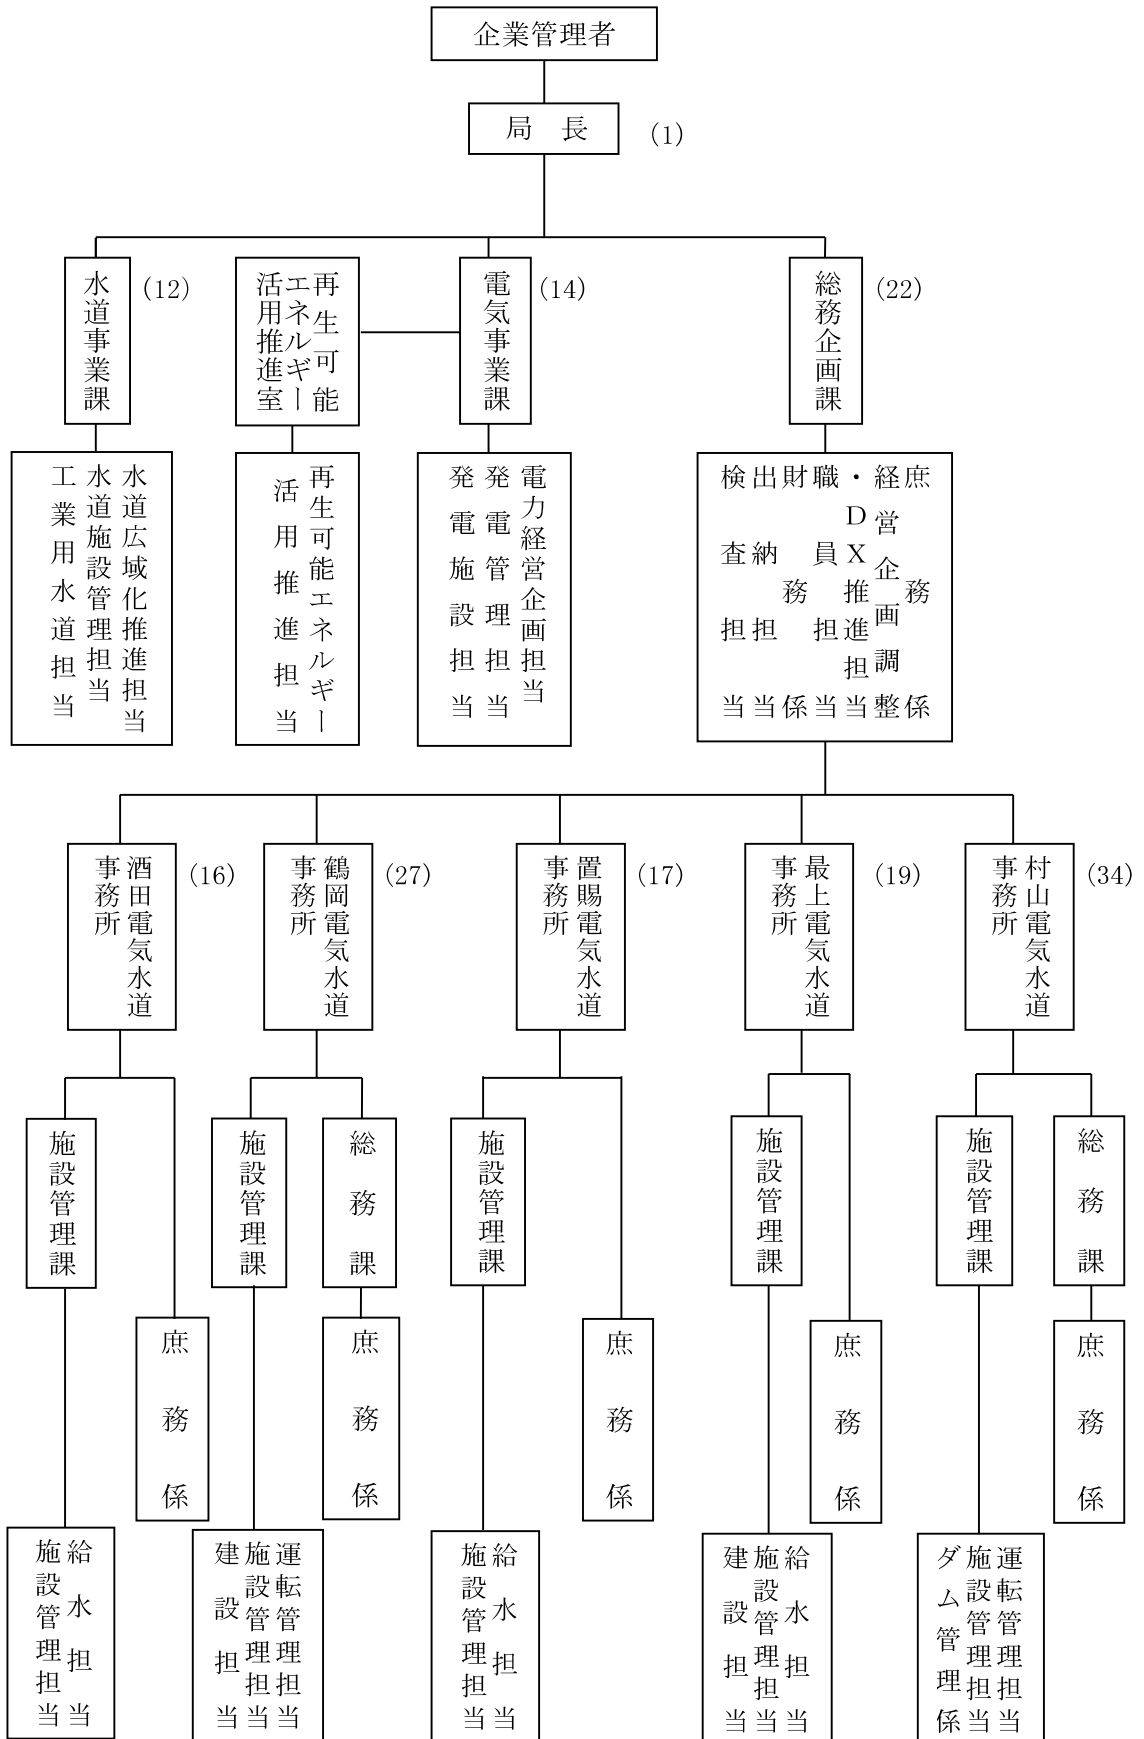 企業管理者
局　長
(1)
総務企画課
(22)
電気事業課
(14)
再生可能
エネルギー
活用推進室
水道事業課
(12)
庶務係
経営企画調整
・DX推進担当
職員担当
財務係
出納担当
検査担当
電力経営企画担当
発電管理担当
発電施設担当
再生可能エネルギー
活用推進担当
水道広域化推進担当
水道施設管理担当
工業用水道担当
村山電気水道
事務所
(34)
最上電気水道
事務所
(19)
置賜電気水道
事務所
(17)
鶴岡電気水道
事務所
(27)
酒田電気水道
事務所
(16)
総務課
施設管理課
施設管理課
施設管理課
総務課
施設管理課
施設管理課
庶務係
庶務係
庶務係
庶務係
庶務係
運転管理担当
施設管理担当
ダム管理係
給水担当
施設管理担当
建設担当
給水担当
施設管理担当
運転管理担当
施設管理担当
建設担当
給水担当
施設管理担当